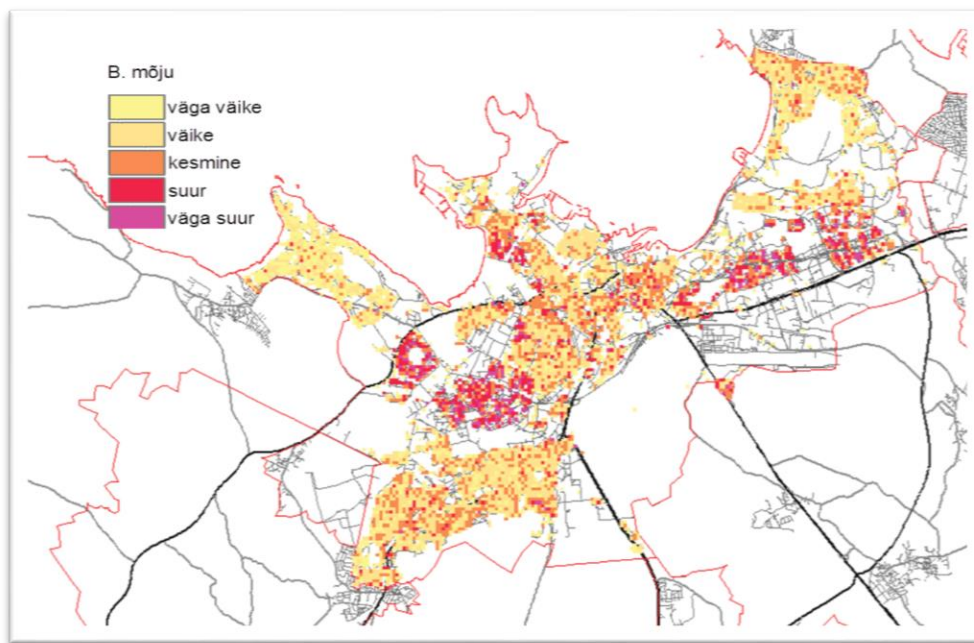 B. mõju
väga väike
väike
kesmine
suur
väga suur